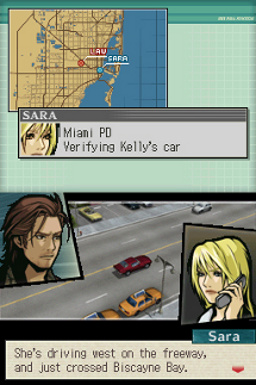 LAW
SARA
SARA
Miami PD
Verifying Kelly's car
Sara
She's driving west on the freeway,
and just crossed Biscayne Bay.